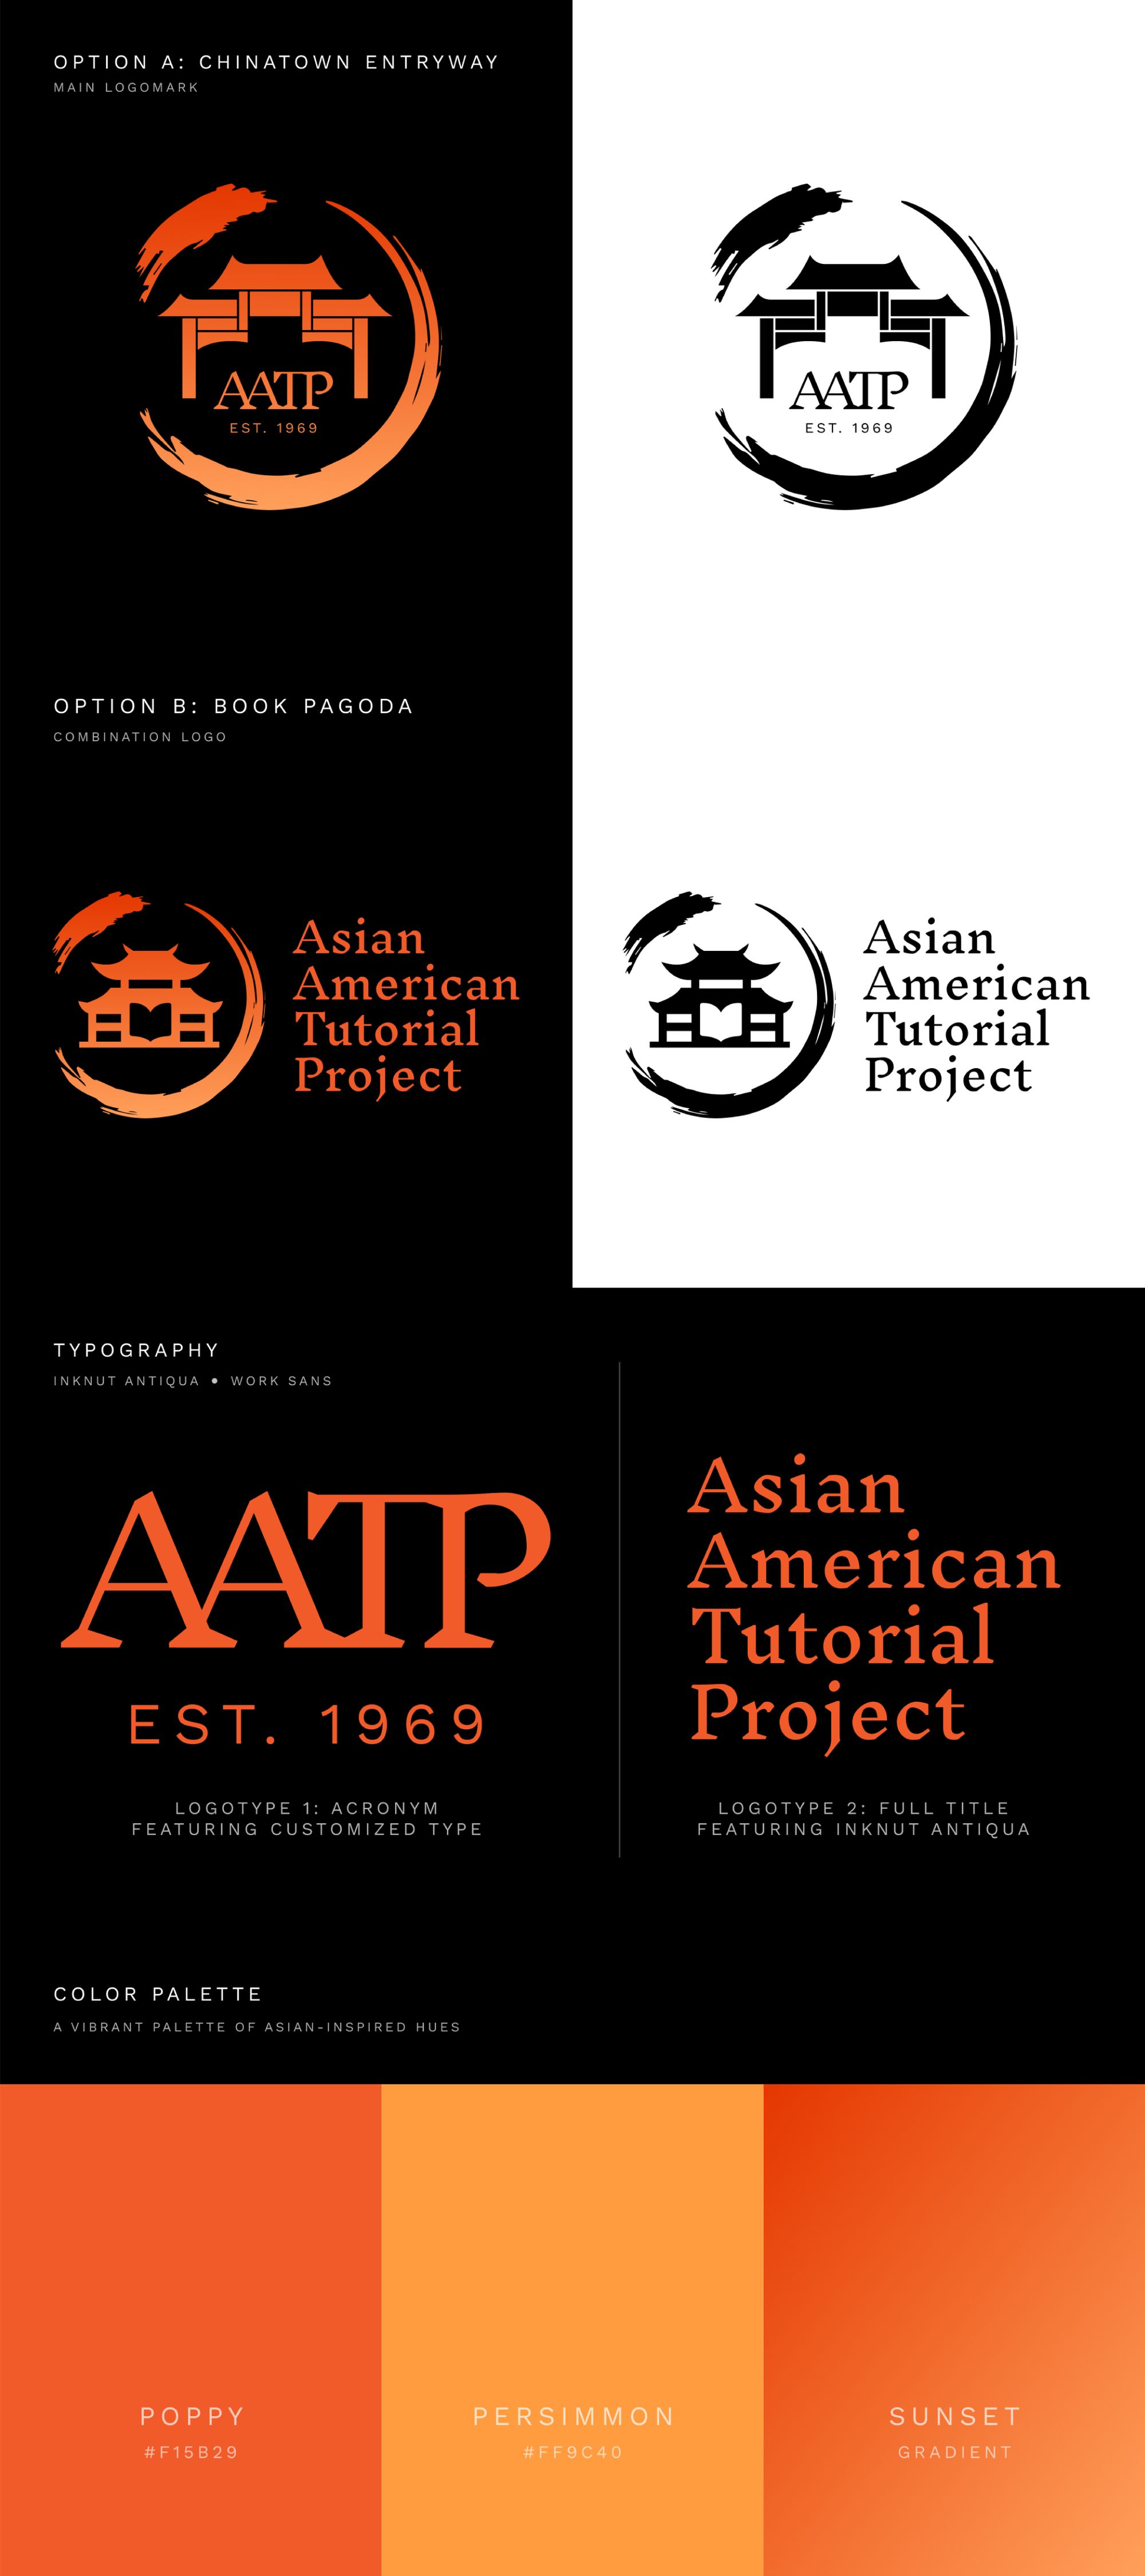 OPTION A: CHINATOWN ENTRYWAY
MAIN LOGOMARK
AATP
EST. 1969
AATP
EST. 1969
OPTION B: BOOK PAGODA
COMBINATION LOGO
Asian
American
Tutorial
Project
Asian
American
Tutorial
Project
TYPOGRAPHY
INKNUT ANTIQUA • WORK SANS
AATP
EST. 1969
LOGOTYPE 1: ACRONYM
FEATURING CUSTOMIZED TYPE
Asian
American
Tutorial
Project
LOGOTYPE 2: FULL TITLE
FEATURING INKNUT ANTIQUA
COLOR PALETTE
A VIBRANT PALETTE OF ASIAN-INSPIRED HUES
POPPY
#F15B29
PERSIMMON
#FF9C40
SUNSET
GRADIENT